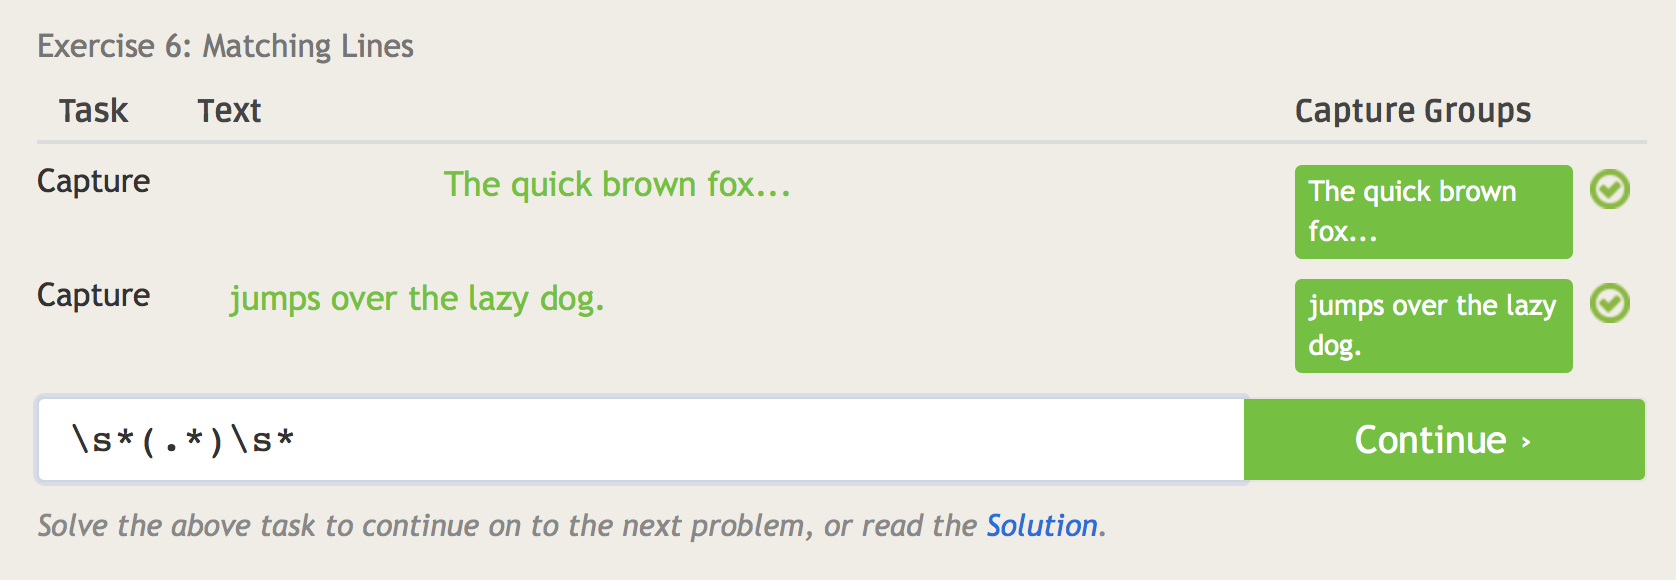 Exercise 6: Matching Lines
Task Text Capture Groups
Capture The quick brown fox... The quick brown
fox...
Capture jumps over the lazy dog. jumps over the lazy
dog.
\s*(.*)\s* Continue ›
Solve the above task to continue on to the next problem, or read the Solution.